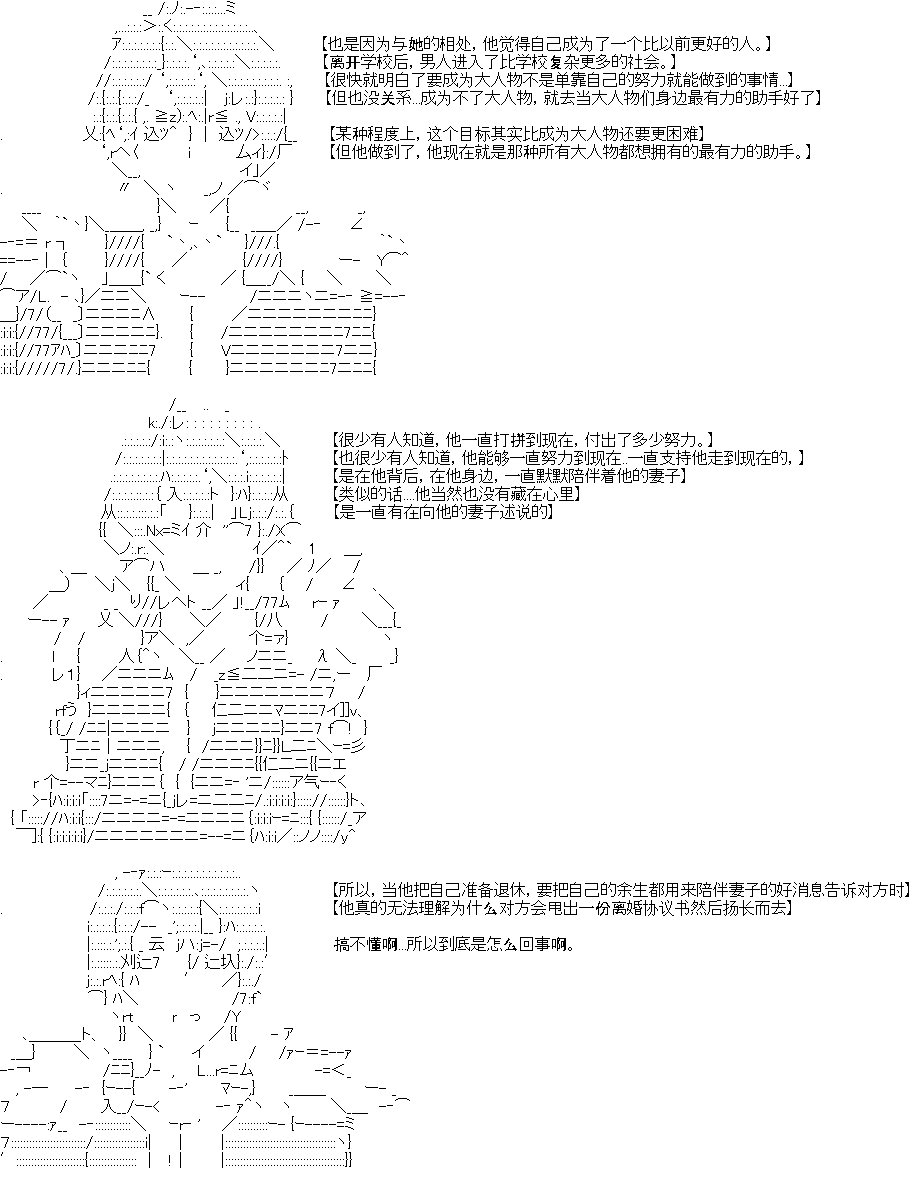 【也是因为与她的相处，他觉得自己成为了一个比以前更好的人。】
【离开学校后，男人进入了比学校复杂更多的社会。】
【很快就明白了要成为大人物不是单靠自己的努力就能做到的事情...】
【但也没关系...成为不了大人物，就去当大人物们身边最有力的助手好了】
【某种程度上，这个目标其实比成为大人物还要更困难】
【但他做到了，他现在就是那种所有大人物都想拥有的最有力的助手。】
【很少有人知道，他一直打拼到现在，付出了多少努力。】
【也很少有人知道，他能够一直努力到现在..一直支持他走到现在的，】
【是在他背后，在他身边，一直默默陪伴着他的妻子】
【类似的话....他当然也没有藏在心里】
【是一直有在向他的妻子述说的】
【所以，当他把自己准备退休，要把自己的余生都用来陪伴妻子的好消息告诉对方时】
【他真的无法理解为什么对方会甩出一份离婚协议书然后扬长而去】
搞不懂啊...所以到底是怎么回事啊。